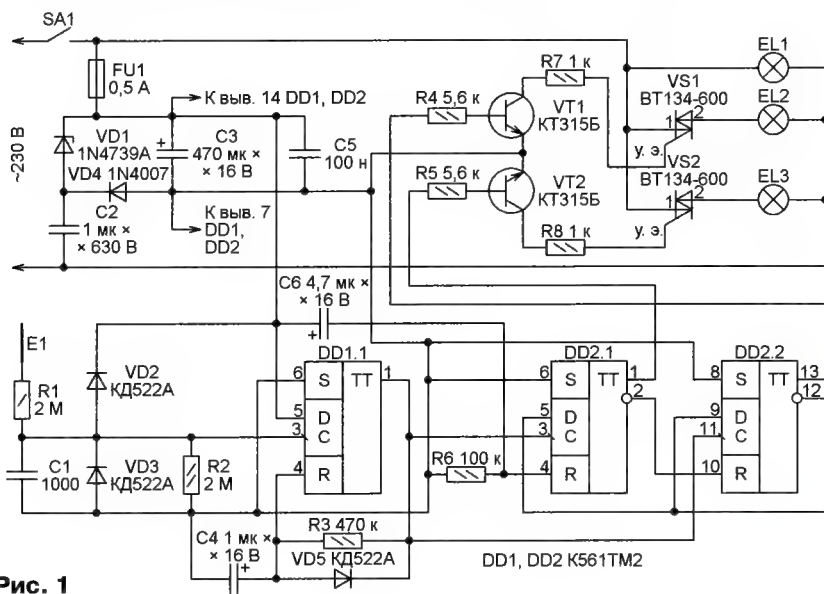 SA1
FU1
0,5 А
~230 В
VD1
1N4739A
VD4 1N4007
C2
1 мк ×
× 630 В
К выв. 14 DD1, DD2
C3
470 мк ×
× 16 В
C5
100 н
К выв. 7
DD1,
DD2
R4 5,6 к
R5 5,6 к
R7 1 к
VT1
КТ315Б
VT2
КТ315Б
R8 1 к
VS1
BT134-600
1
2
у. э.
VS2
BT134-600
1
2
у. э.
EL1
EL2
EL3
C6 4,7 мк ×
× 16 В
E1
R1
2 М
C1
1000
VD2
КД522А
VD3
КД522А
R2
2 М
DD1.1
6
S
TT
1
5
D
3
C
4
R
R3 470 к
VD5 КД522А
C4 1 мк ×
× 16 В
R6 100 к
DD2.1
6
S
TT
1
2
5
D
3
C
4
R
DD2.2
8
S
TT
13
12
9
D
11
C
10
R
DD1, DD2 К561ТМ2
Рис. 1